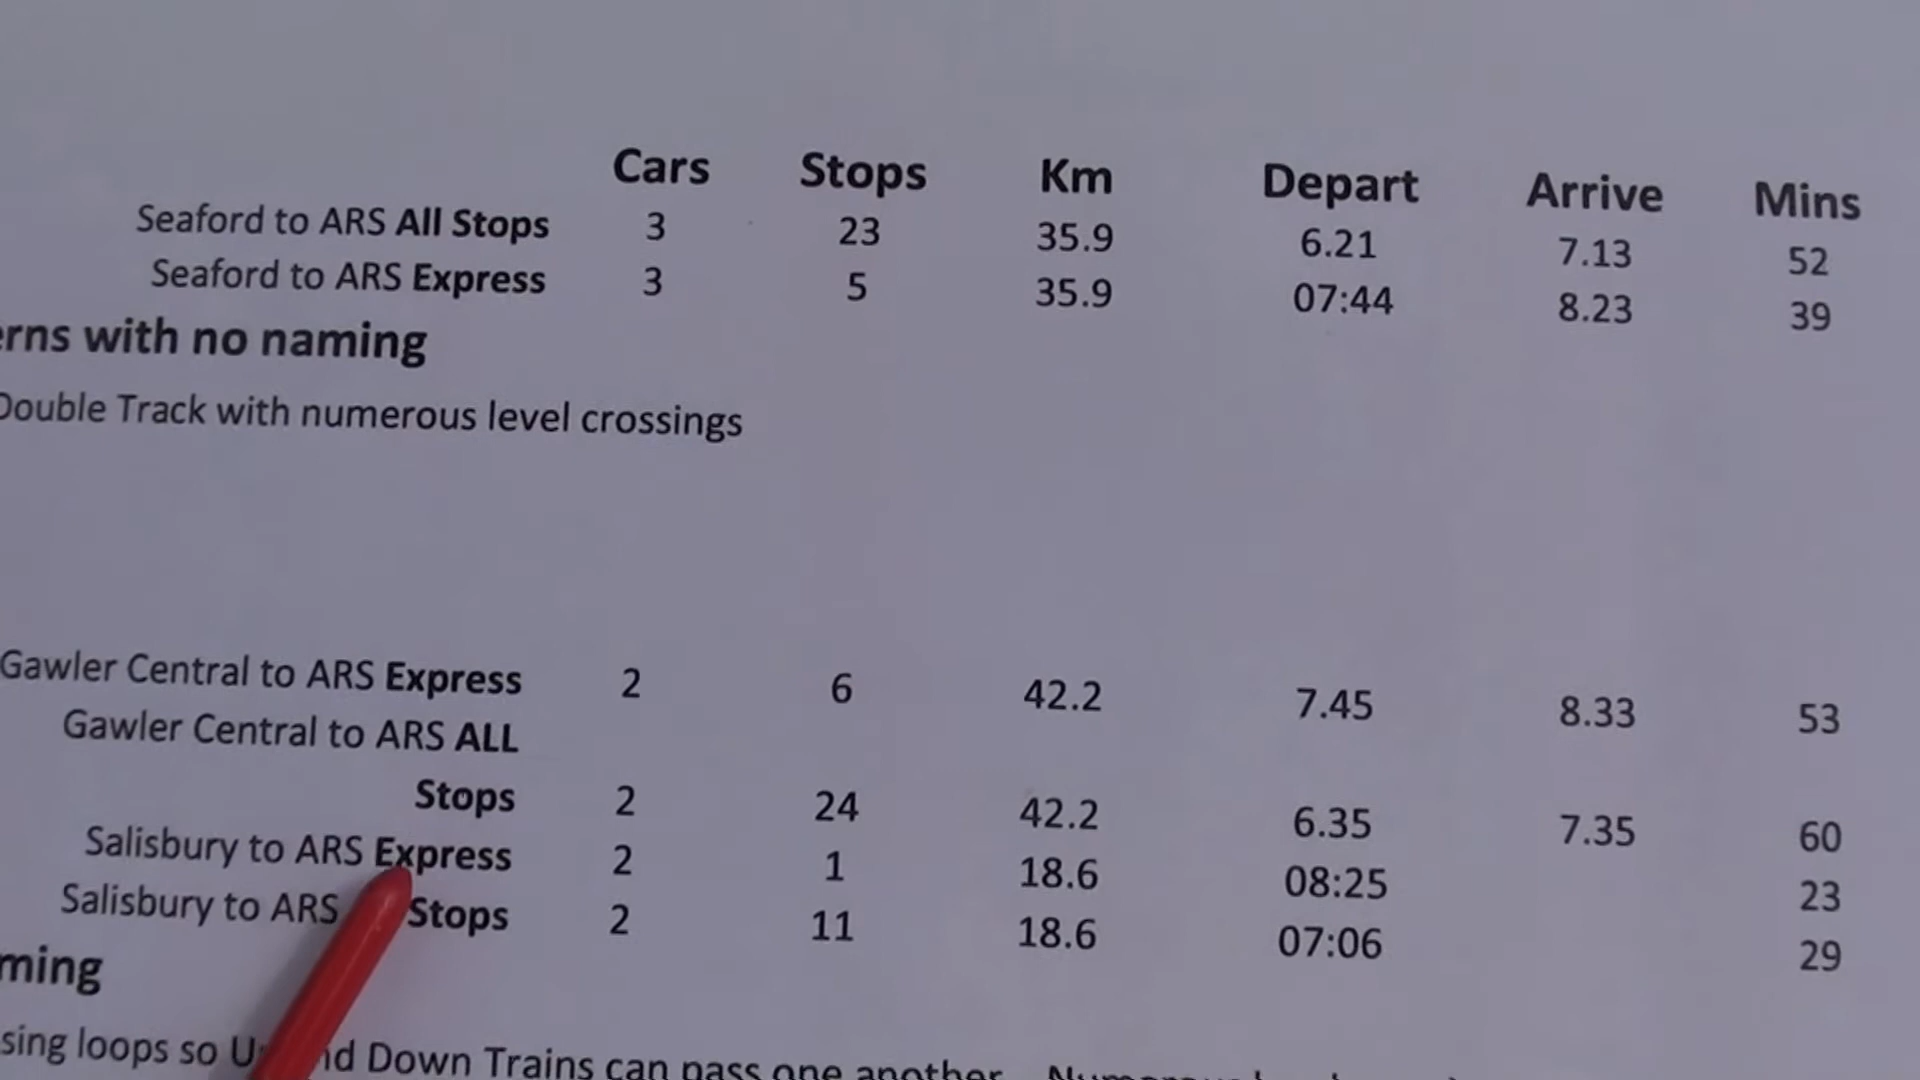 Cars Stops Km Depart Arrive Mins
Seaford to ARS All Stops 3 23 35.9 6.21 7.13 52
Seaford to ARS Express 3 5 35.9 07:44 8.23 39
erns with no naming
Double Track with numerous level crossings
Gawler Central to ARS Express 2 6 42.2 7.45 8.33 53
Gawler Central to ARS ALL
Stops 2 24 42.2 6.35 7.35 60
Salisbury to ARS Express 2 1 18.6 08:25 23
Salisbury to ARS Stops 2 11 18.6 07:06 29
ming
sing loops so Down Trains can pass one another